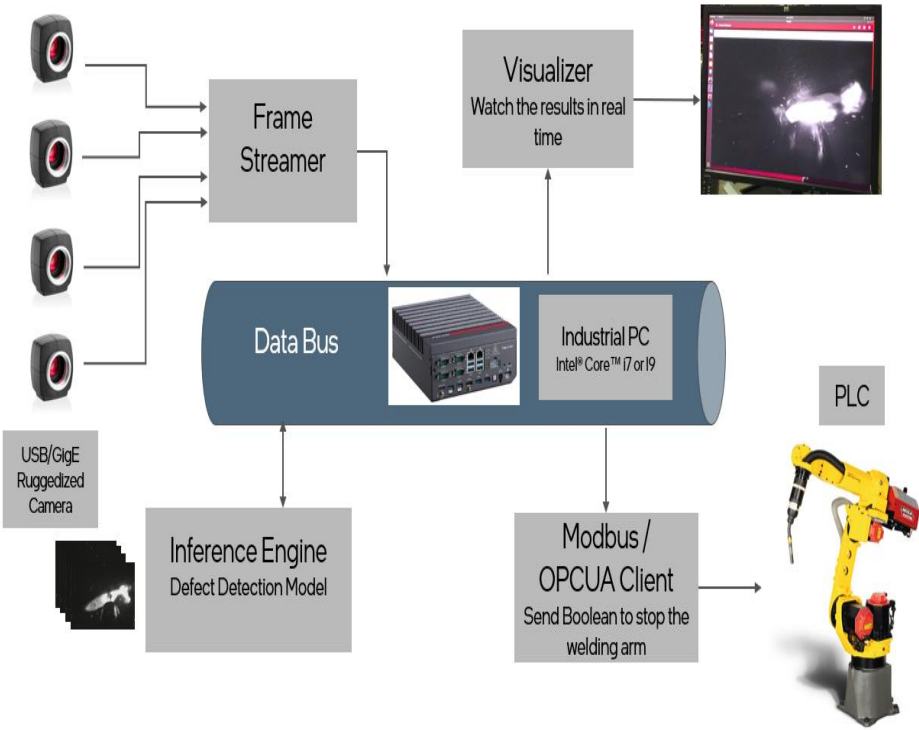 Frame
Streamer
Visualizer
Watch the results in real
time
Data Bus
Industrial PC
Intel® Core™ i7 or I9
PLC
USB/GigE
Ruggedized
Camera
Inference Engine
Defect Detection Model
Modbus /
OPCUA Client
Send Boolean to stop the
welding arm